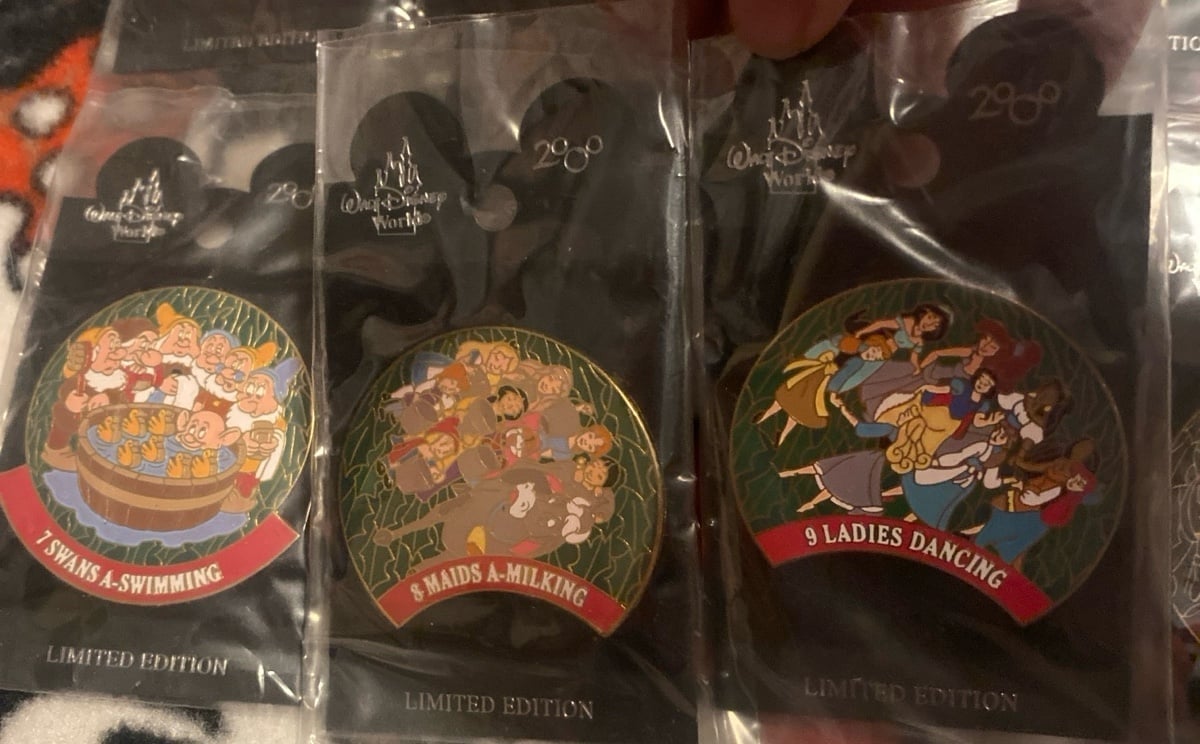 LIMITED EDITION
Walt Disney
World
2000
7 SWANS A-SWIMMING
LIMITED EDITION
Walt Disney
World
2000
8 MAIDS A-MILKING
LIMITED EDITION
Walt Disney
World
2000
9 LADIES DANCING
LIMITED EDITION